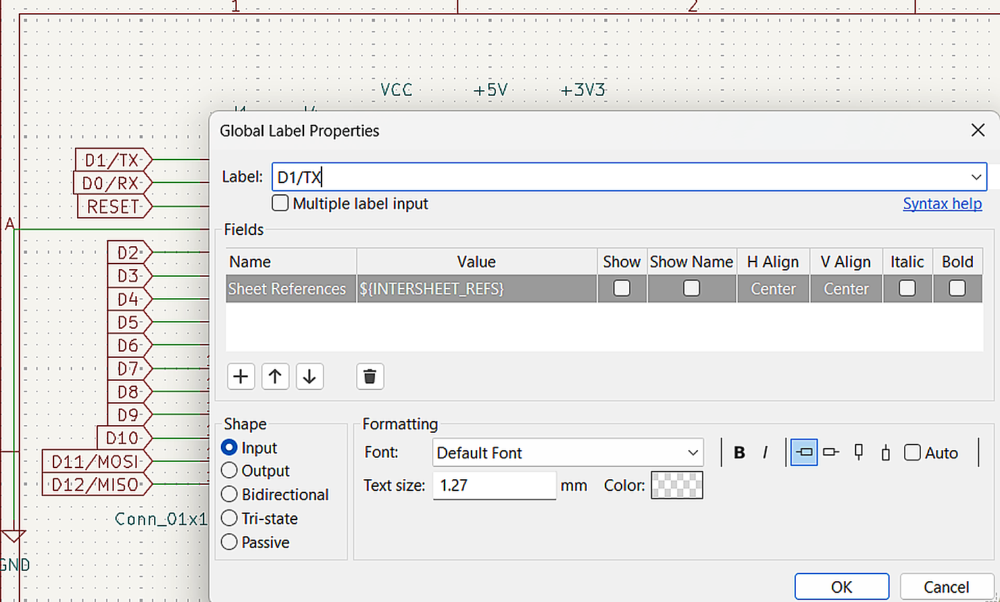 1 2
VCC +5V +3V3
Global Label Properties
D1/TX
D0/RX
RESET
A
D2
D3
D4
D5
D6
D7
D8
D9
D10
D11/MOSI
D12/MISO
Conn_01x1
GND
Label: D1/TX
Multiple label input Syntax help
Fields
Name Value Show Show Name H Align V Align Italic Bold
Sheet References ${INTERSHEET_REFS} Center Center
Shape
Input
Output
Bidirectional
Tri-state
Passive
Formatting
Font: Default Font B I Auto
Text size: 1.27 mm Color:
OK Cancel